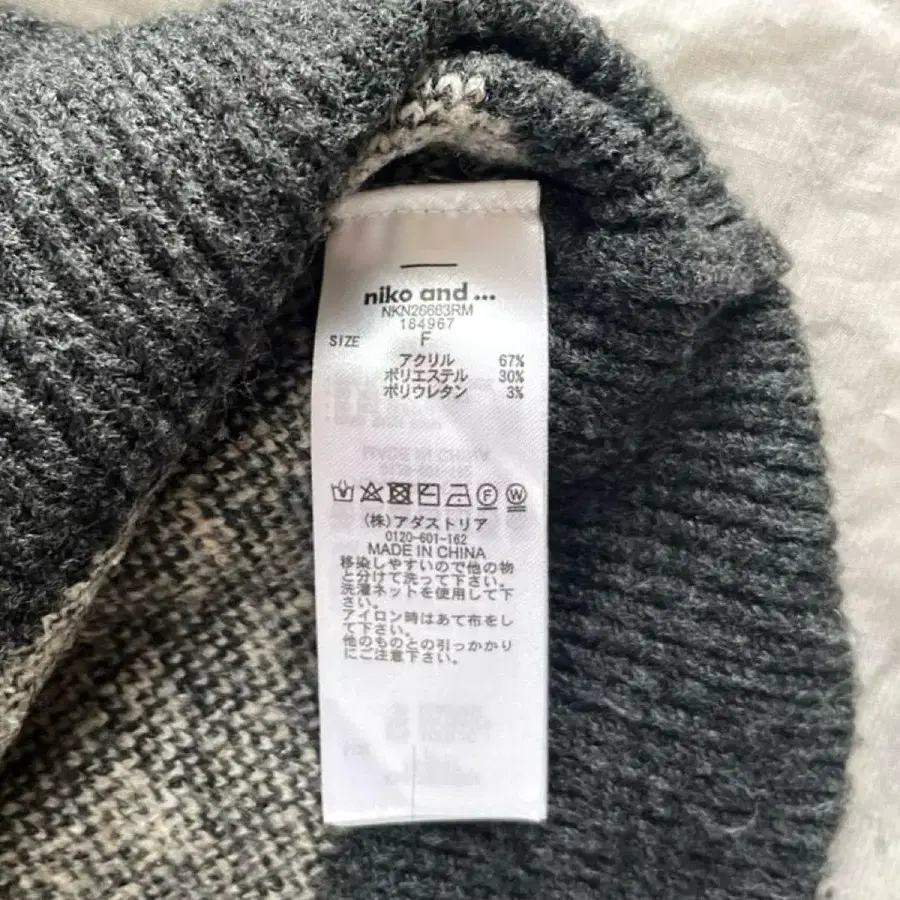 niko and ...
NKN26683RM
184967
SIZE F
アクリル 67%
ポリエステル 30%
ポリウレタン 3%
F W
(株)アダストリア
0120-601-162
MADE IN CHINA
移染しやすいので他の物
と分けて洗って下さい。
洗濯ネットを使用して下
さい。
アイロン時はあて布をし
て下さい。
他のものとの引っかかり
にご注意下さい。